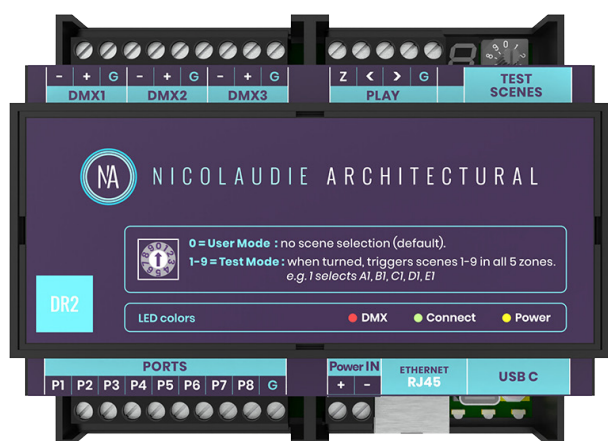 - + G - + G - + G
DMX1 DMX2 DMX3
Z < > G
PLAY
TEST
SCENES
NA NICOLAUDIE ARCHITECTURAL
0 = User Mode : no scene selection (default).
1-9 = Test Mode : when turned, triggers scenes 1-9 in all 5 zones.
e.g. 1 selects A1, B1, C1, D1, E1
DR2
LED colors DMX Connect Power
PORTS
P1 P2 P3 P4 P5 P6 P7 P8 G
Power IN
+ -
ETHERNET
RJ45
USB C